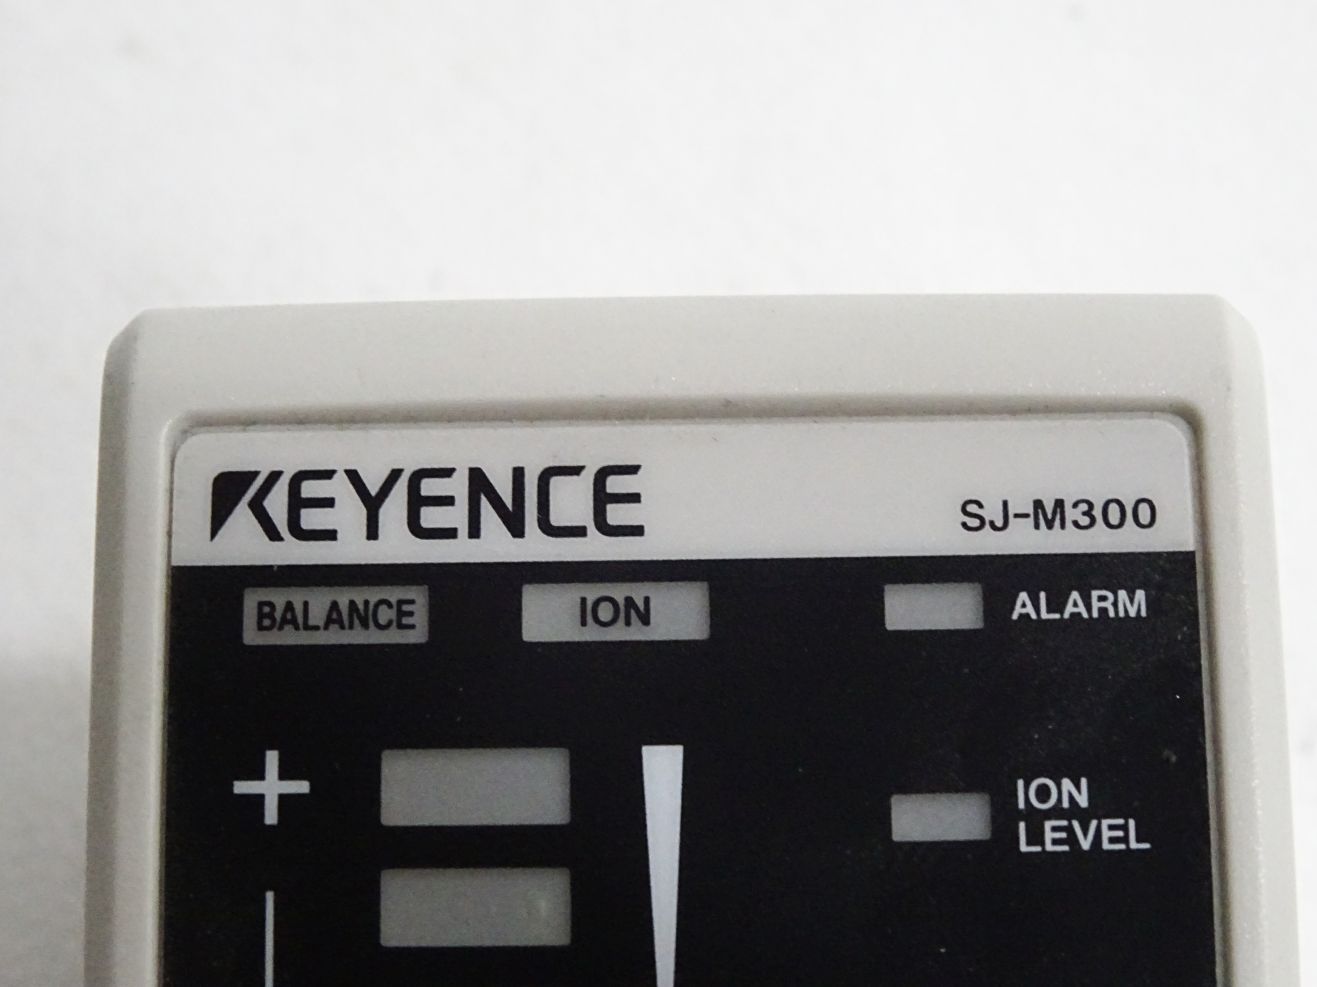 KEYENCE
SJ-M300
BALANCE
ION
ALARM
+
ION
LEVEL